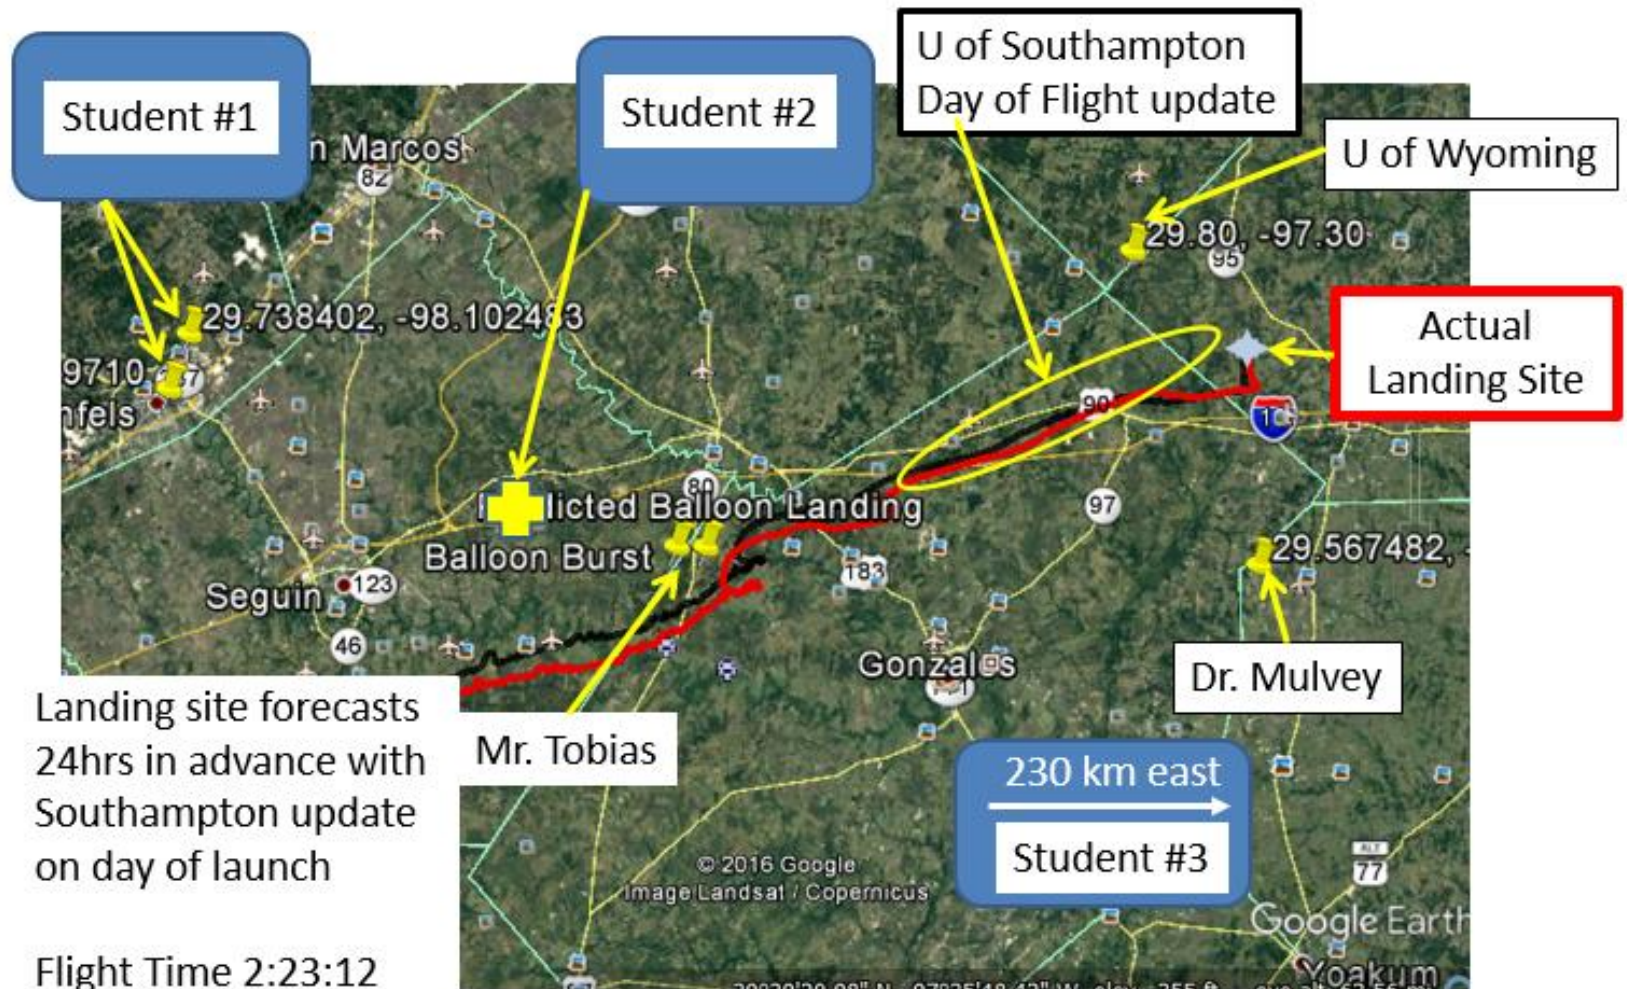 Student #1
Student #2
U of Southampton
Day of Flight update
U of Wyoming
n Marcos
82
29.80, -97.30
95
29.738402, -98.102483
Actual
Landing Site
9710
nfels
90
10
80
licted Balloon Landing
97
Balloon Burst
29.567482, -
183
Seguin
123
46
Gonzales
Dr. Mulvey
Landing site forecasts
24hrs in advance with
Southampton update
on day of launch
Mr. Tobias
230 km east
Student #3
© 2016 Google
Image Landsat / Copernicus
ALT
77
Google Earth
Yoakum
Flight Time 2:23:12